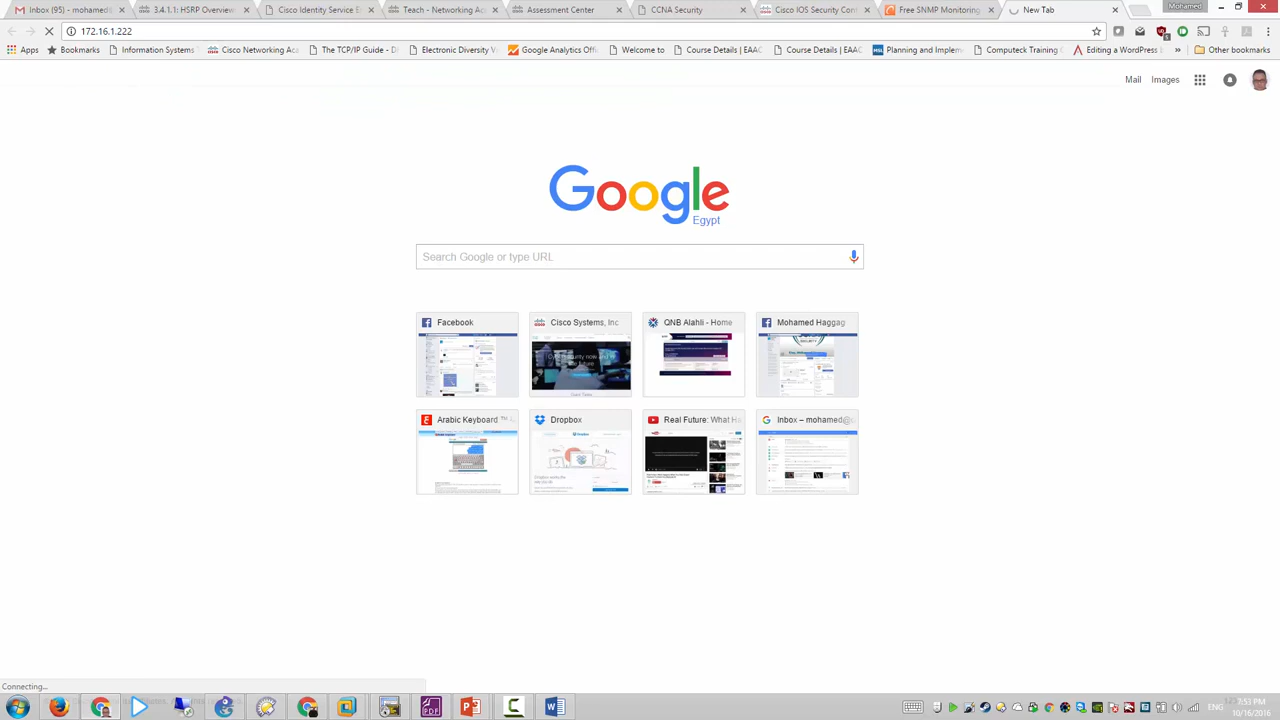 Inbox (95) - mohamed@
3.4.1.1: HSRP Overview
Cisco Identity Service E
Teach - Networking Ac
Assessment Center
CCNA Security
Cisco IOS Security Con
Free SNMP Monitoring
New Tab
Mohamed
172.16.1.222
Apps
Bookmarks
Information Systems
Cisco Networking Aca
The TCP/IP Guide - D
Electronic Diversity V
Google Analytics Offi
Welcome to
Course Details | EAAC
Course Details | EAAC
Planning and Impleme
Computeck Training C
Editing a WordPress
»
Other bookmarks
Mail
Images
Google
Egypt
Search Google or type URL
Facebook
Cisco Systems, Inc
QNB Alahli - Home
Mohamed Haggag
Arabic Keyboard ™
Dropbox
Real Future: What Ha
Inbox – mohamed@
Connecting...
ENG
7:53 PM
10/16/2016